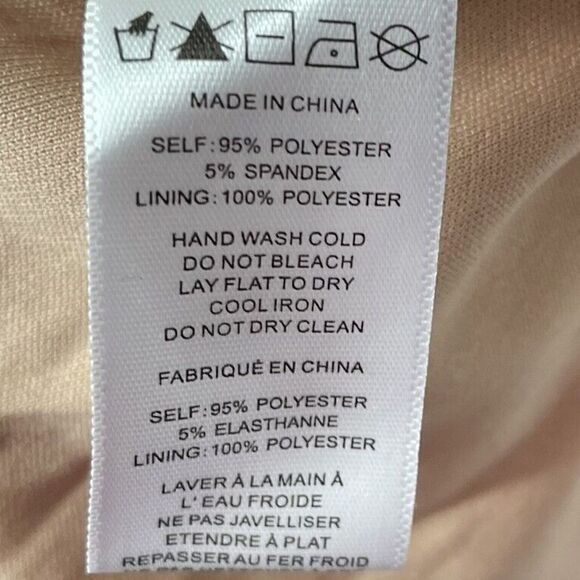 MADE IN CHINA
SELF:95% POLYESTER
5% SPANDEX
LINING:100% POLYESTER
HAND WASH COLD
DO NOT BLEACH
LAY FLAT TO DRY
COOL IRON
DO NOT DRY CLEAN
FABRIQUÉ EN CHINA
SELF:95% POLYESTER
5% ELASTHANNE
LINING:100% POLYESTER
LAVER À LA MAIN À
L' EAU FROIDE
NE PAS JAVELLISER
ETENDRE À PLAT
REPASSER AU FER FROID